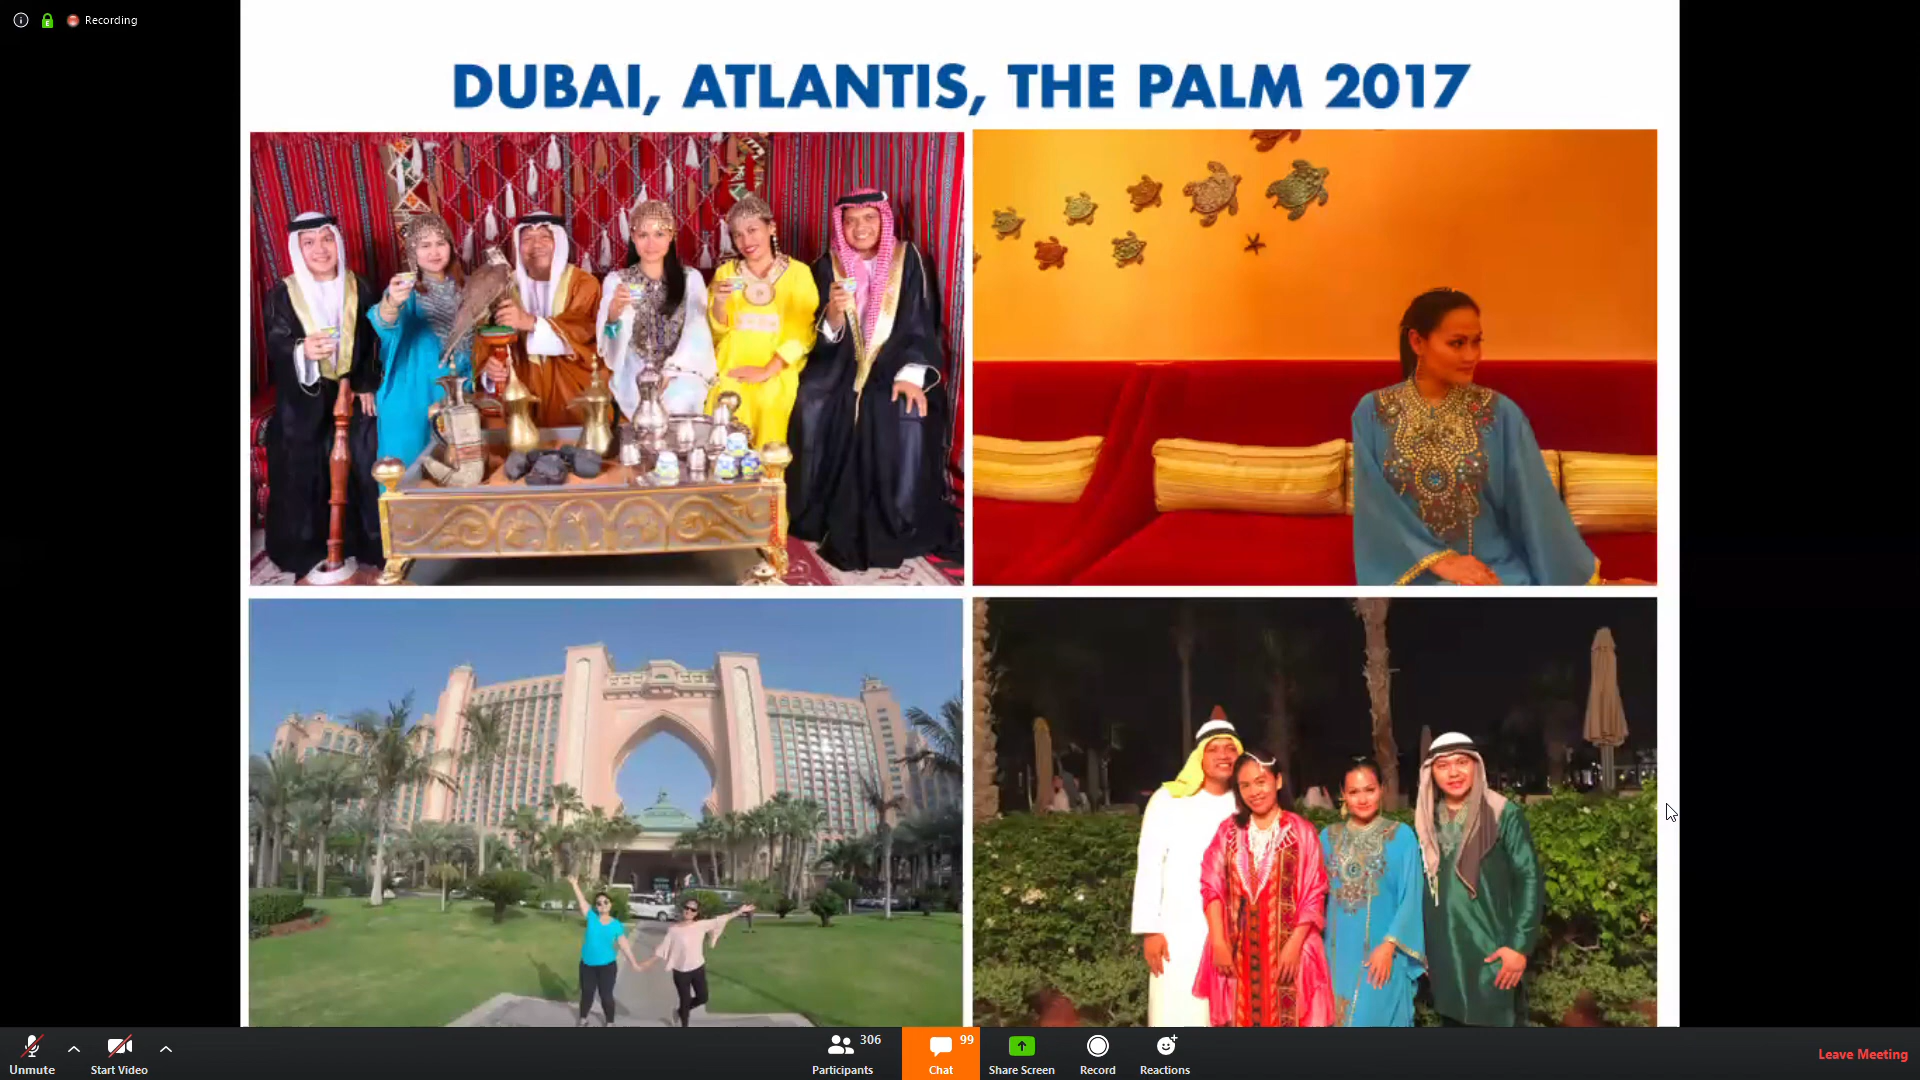 Recording
DUBAI, ATLANTIS, THE PALM 2017
Unmute
Start Video
306
Participants
99
Chat
Share Screen
Record
Reactions
Leave Meeting